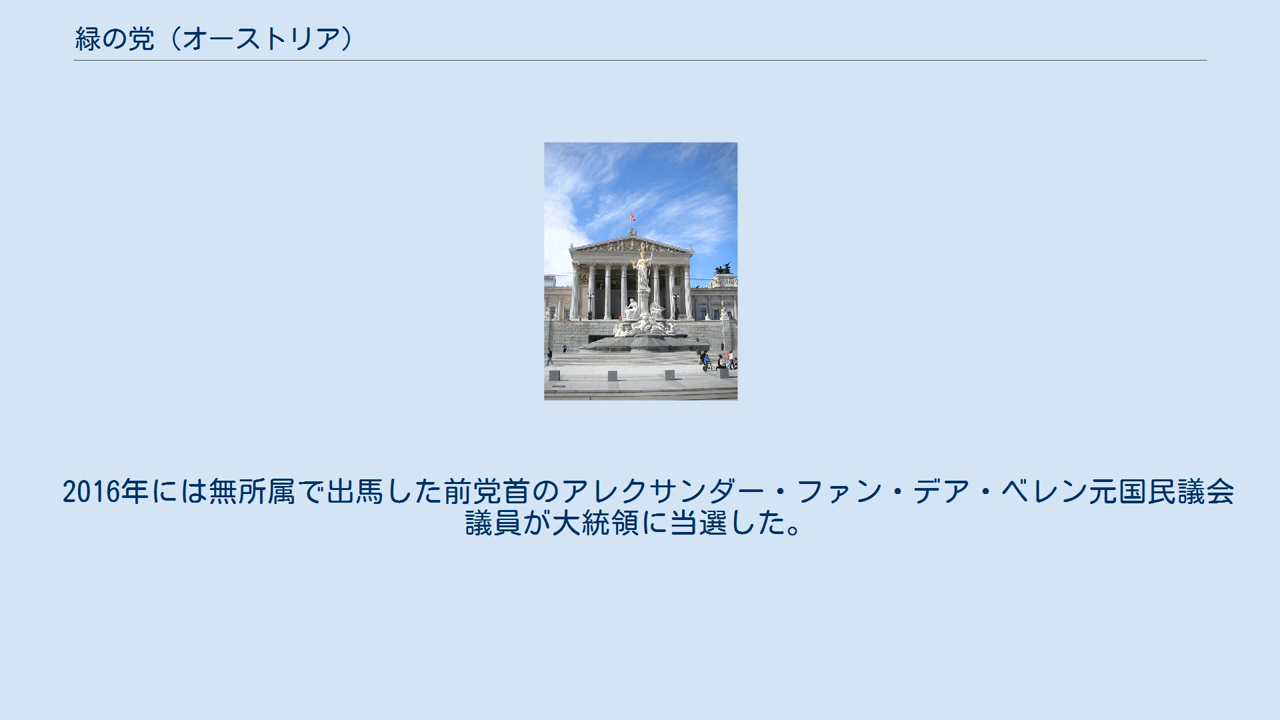 緑の党（オーストリア）
2016年には無所属で出馬した前党首のアレクサンダー・ファン・デア・ベレン元国民議会
議員が大統領に当選した。